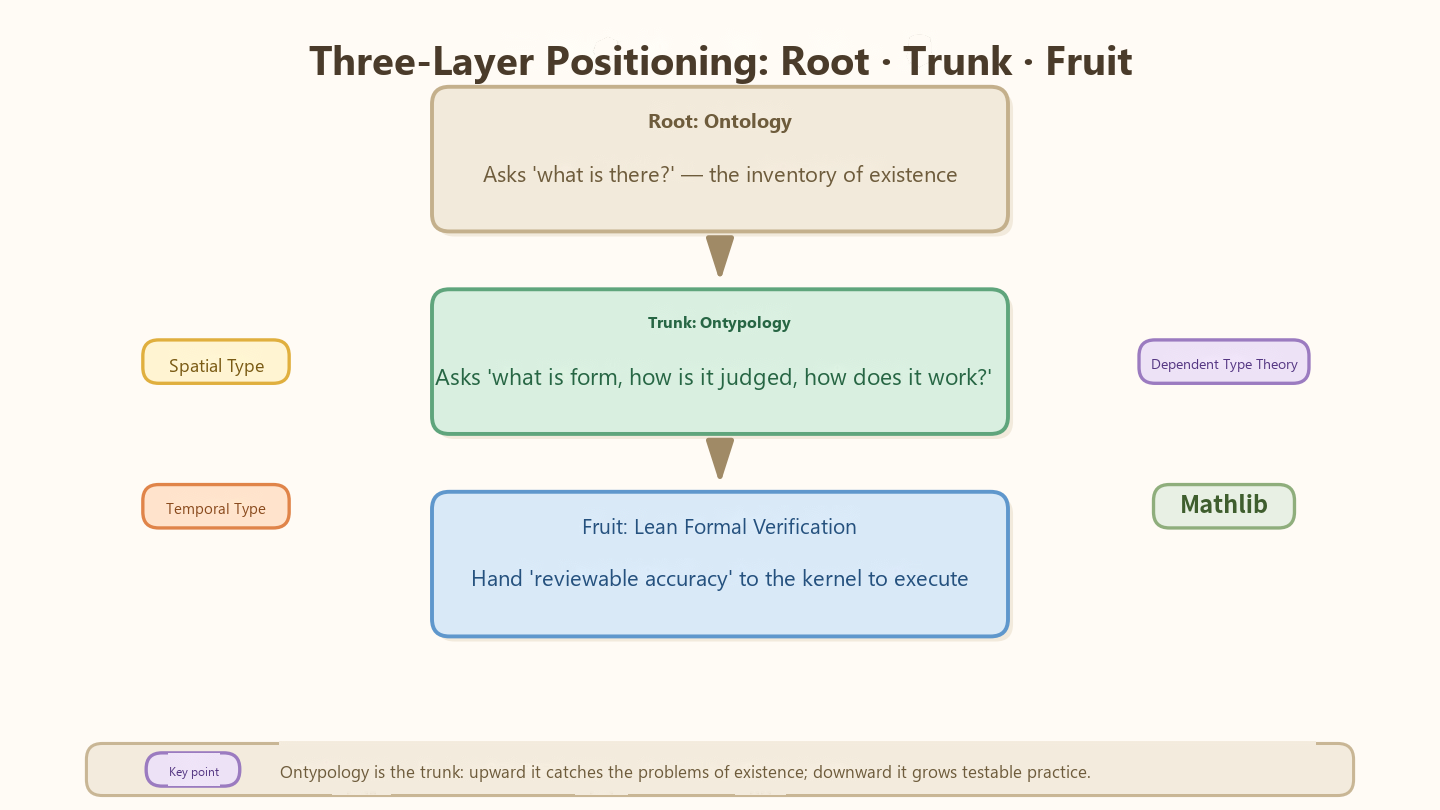 Three-Layer Positioning: Root · Trunk · Fruit
Root: Ontology
Asks 'what is there?' — the inventory of existence
Trunk: Ontypology
Asks 'what is form, how is it judged, how does it work?'
Spatial Type
Dependent Type Theory
Temporal Type
Mathlib
Fruit: Lean Formal Verification
Hand 'reviewable accuracy' to the kernel to execute
Key point
Ontypology is the trunk: upward it catches the problems of existence; downward it grows testable practice.